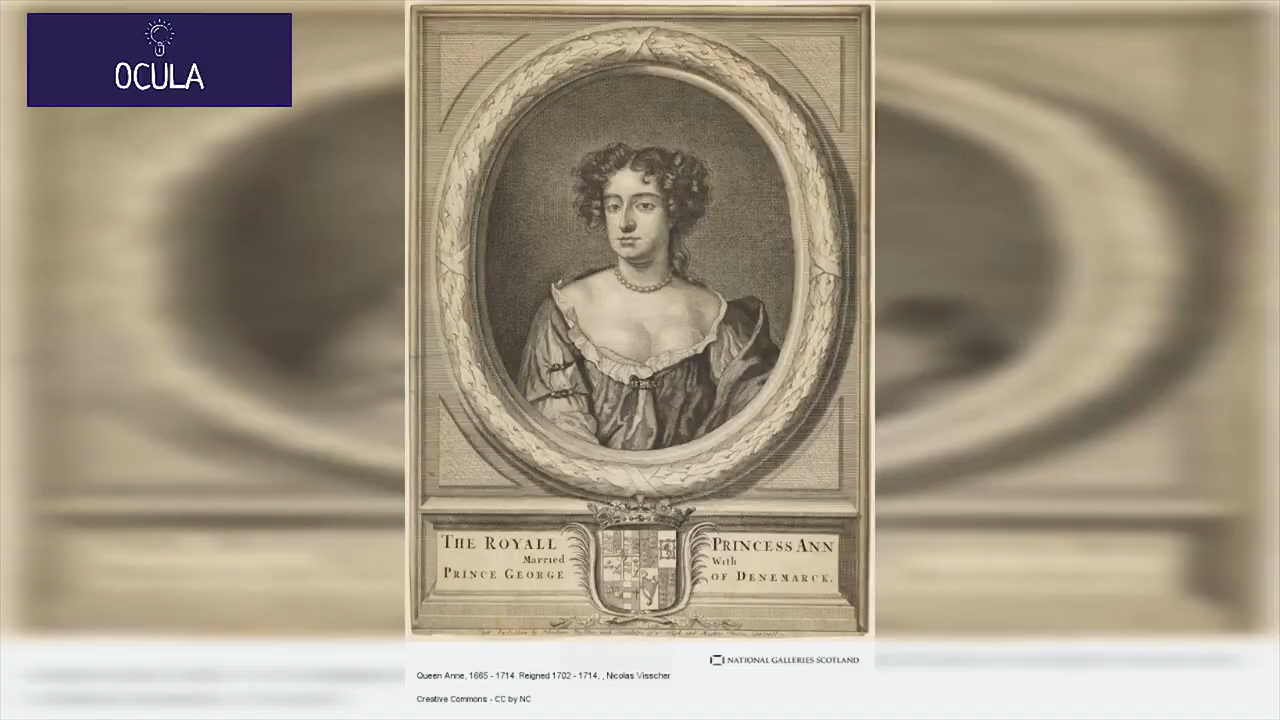 OCULA
THE ROYALL
PRINCESS ANN
Married
With
PRINCE GEORGE
OF DENEMARCK.
NATIONAL GALLERIES SCOTLAND
Queen Anne, 1665 - 1714. Reigned 1702 - 1714, , Nicolas Visscher
Creative Commons - CC by NC